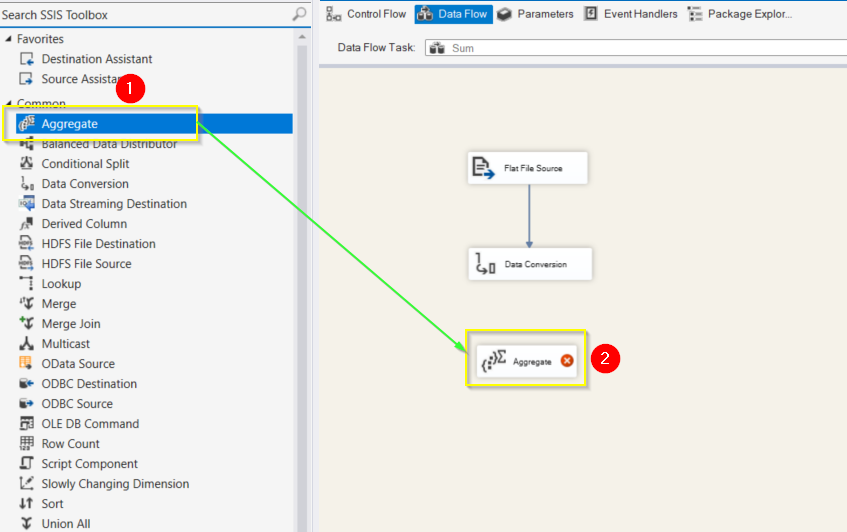 Search SSIS Toolbox
Favorites
Destination Assistant
Source Assista
1
Common
Aggregate
Balanced Data Distributor
Conditional Split
Data Conversion
Data Streaming Destination
Derived Column
HDFS File Destination
HDFS File Source
Lookup
Merge
Merge Join
Multicast
OData Source
ODBC Destination
ODBC Source
OLE DB Command
Row Count
Script Component
Slowly Changing Dimension
Sort
Union All
Control Flow Data Flow Parameters Event Handlers Package Explor...
Data Flow Task: Sum
Flat File Source
Data Conversion
Aggregate
2